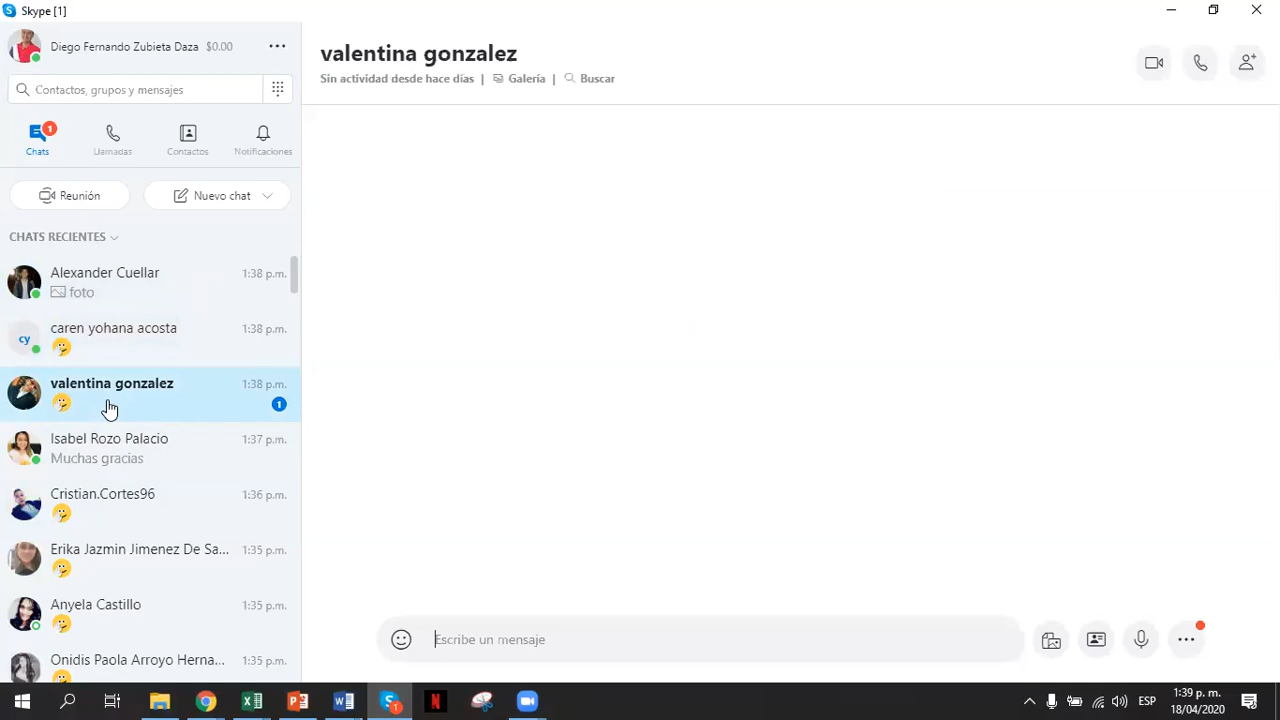 Skype [1]
Diego Fernando Zubieta Daza $0.00
Contactos, grupos y mensajes
1
Chats Llamadas Contactos Notificaciones
Reunión Nuevo chat
CHATS RECIENTES
Alexander Cuellar 1:38 p.m.
foto
cy
caren yohana acosta 1:38 p.m.
valentina gonzalez 1:38 p.m.
1
Isabel Rozo Palacio 1:37 p.m.
Muchas gracias
Cristian.Cortes96 1:36 p.m.
Erika Jazmin Jimenez De Sa... 1:35 p.m.
Anyela Castillo 1:35 p.m.
Onidis Paola Arroyo Herna... 1:35 p.m.
valentina gonzalez
Sin actividad desde hace días | Galería | Buscar
Escribe un mensaje
1
ESP
1:39 p. m.
18/04/2020